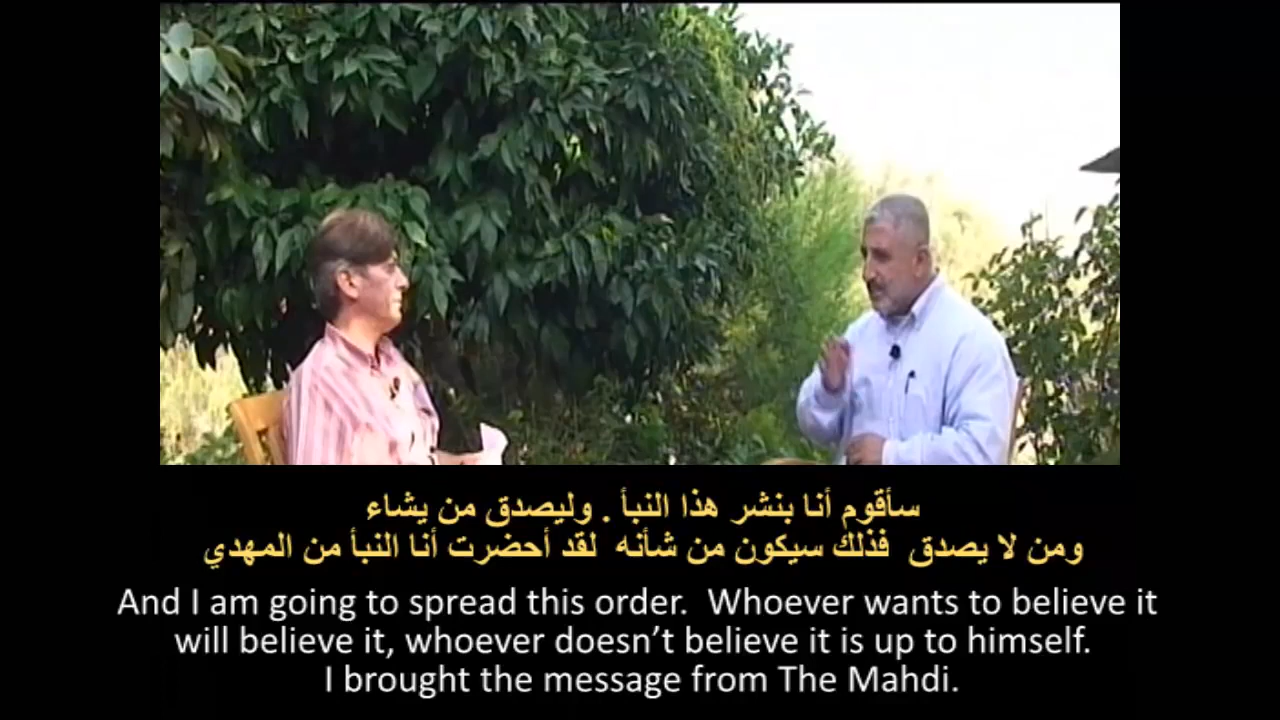 سأقوم أنا بنشر هذا النبأ . وليصدق من يشاء
ومن لا يصدق  فذلك سيكون من شأنه  لقد أحضرت أنا النبأ من المهدي
And I am going to spread this order.  Whoever wants to believe it
will believe it, whoever doesn’t believe it is up to himself.
I brought the message from The Mahdi.